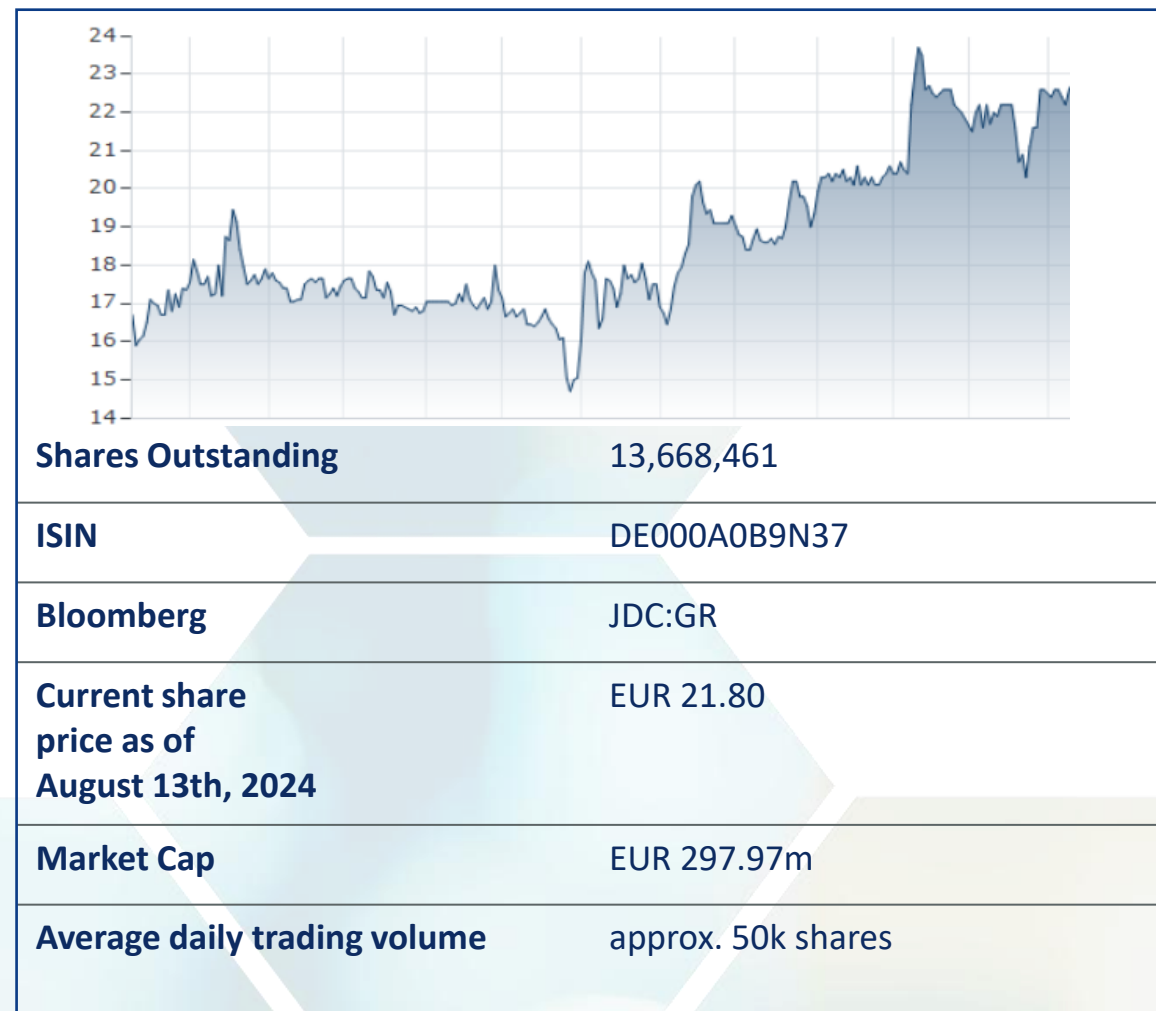 24
23
22
21
20
19
18
17
16
15
14
Shares Outstanding 13,668,461
ISIN DE000A0B9N37
Bloomberg JDC:GR
Current share EUR 21.80
price as of
August 13th, 2024
Market Cap EUR 297.97m
Average daily trading volume approx. 50k shares